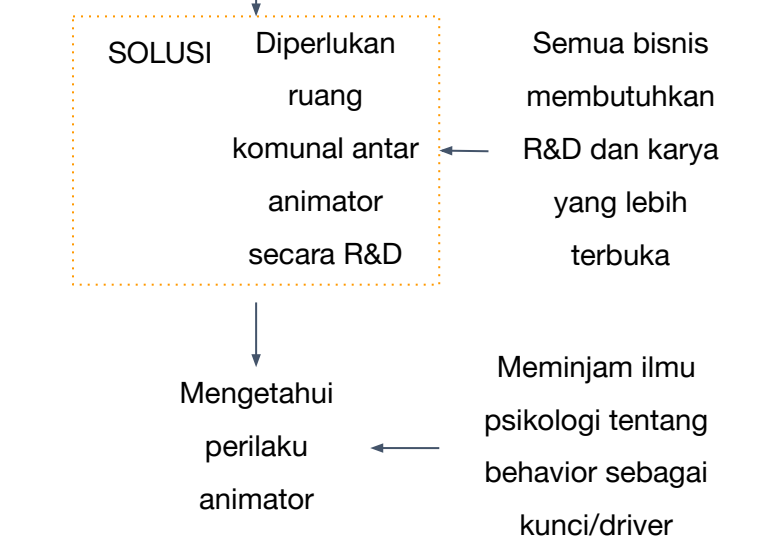 SOLUSI
Diperlukan
ruang
komunal antar
animator
secara R&D
Semua bisnis
membutuhkan
R&D dan karya
yang lebih
terbuka
Mengetahui
perilaku
animator
Meminjam ilmu
psikologi tentang
behavior sebagai
kunci/driver